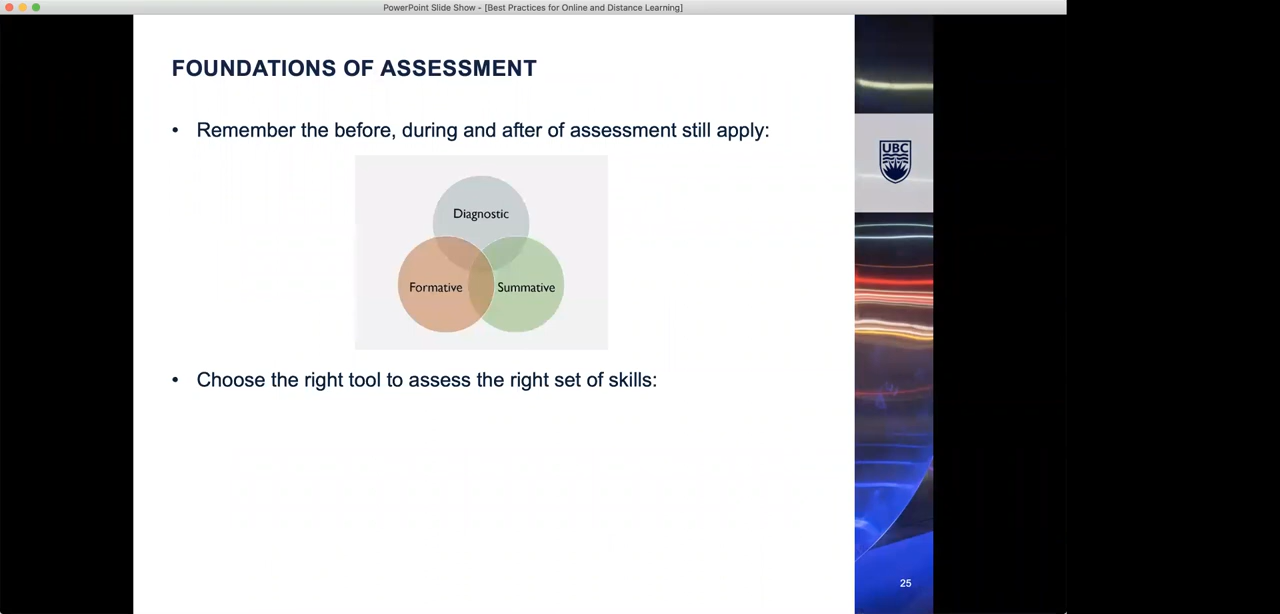 PowerPoint Slide Show - [Best Practices for Online and Distance Learning]
FOUNDATIONS OF ASSESSMENT
• Remember the before, during and after of assessment still apply:
UBC
Diagnostic
Formative
Summative
• Choose the right tool to assess the right set of skills:
25